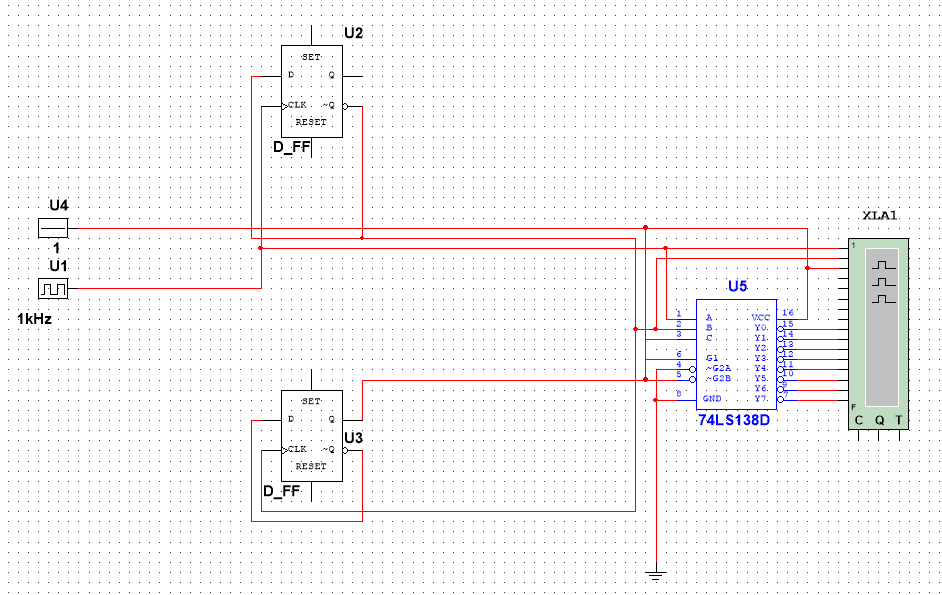 U2
SET
D Q
CLK ~Q
RESET
D_FF
U4
1
U1
1kHz
XLA1
1
F
C Q T
U5
1 A VCC 16
2 B Y0 15
3 C Y1 14
Y2 13
6 G1 Y3 12
4 ~G2A Y4 11
5 ~G2B Y5 10
Y6 9
8 GND Y7 7
74LS138D
SET
D Q
U3
CLK ~Q
RESET
D_FF